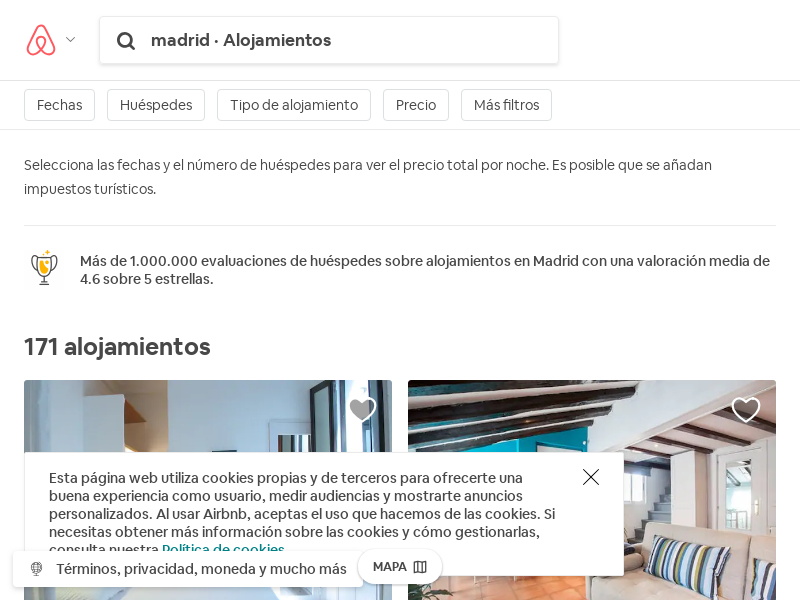 madrid · Alojamientos
Fechas
Huéspedes
Tipo de alojamiento
Precio
Más filtros
Selecciona las fechas y el número de huéspedes para ver el precio total por noche. Es posible que se añadan
impuestos turísticos.
Más de 1.000.000 evaluaciones de huéspedes sobre alojamientos en Madrid con una valoración media de
4.6 sobre 5 estrellas.
171 alojamientos
Esta página web utiliza cookies propias y de terceros para ofrecerte una
buena experiencia como usuario, medir audiencias y mostrarte anuncios
personalizados. Al usar Airbnb, aceptas el uso que hacemos de las cookies. Si
necesitas obtener más información sobre las cookies y cómo gestionarlas,
consulta nuestra Política de cookies
Términos, privacidad, moneda y mucho más
MAPA